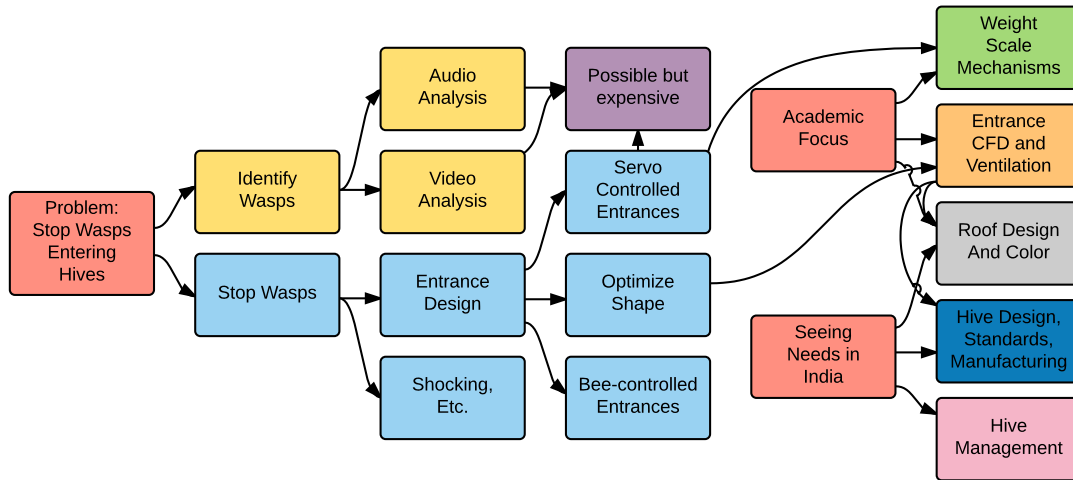 Problem:
Stop Wasps
Entering
Hives
Identify
Wasps
Stop Wasps
Audio
Analysis
Video
Analysis
Entrance
Design
Shocking,
Etc.
Possible but
expensive
Servo
Controlled
Entrances
Optimize
Shape
Bee-controlled
Entrances
Academic
Focus
Seeing
Needs in
India
Weight
Scale
Mechanisms
Entrance
CFD and
Ventilation
Roof Design
And Color
Hive Design,
Standards,
Manufacturing
Hive
Management